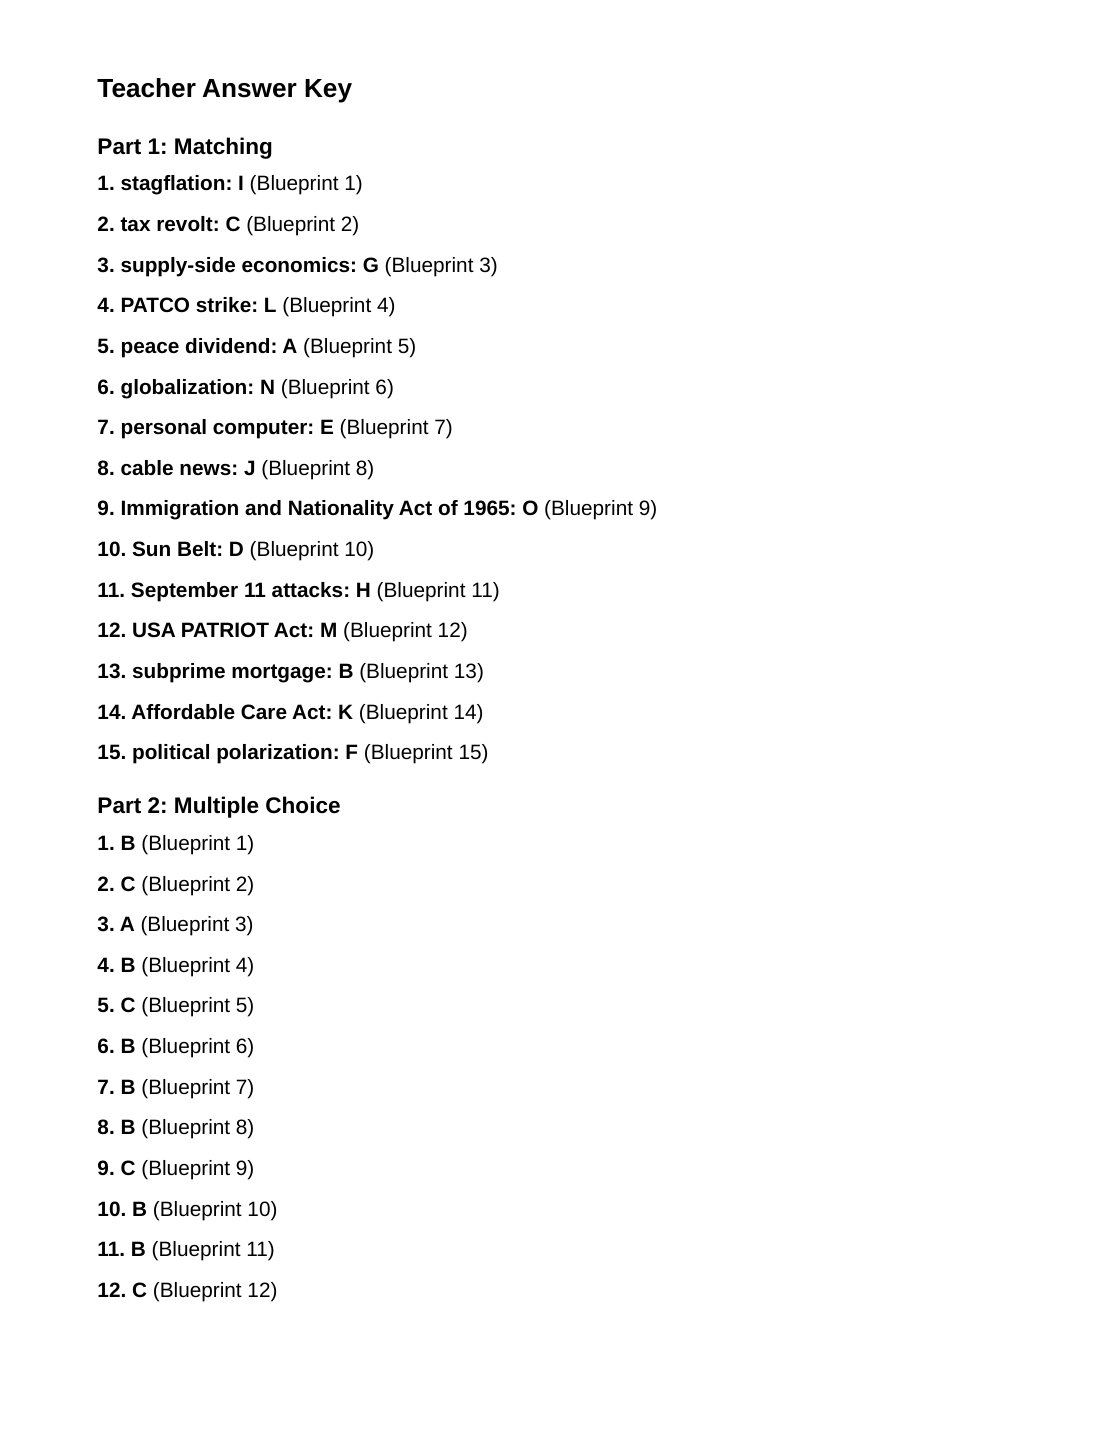 Teacher Answer Key
Part 1: Matching
1. stagflation: I (Blueprint 1)
2. tax revolt: C (Blueprint 2)
3. supply-side economics: G (Blueprint 3)
4. PATCO strike: L (Blueprint 4)
5. peace dividend: A (Blueprint 5)
6. globalization: N (Blueprint 6)
7. personal computer: E (Blueprint 7)
8. cable news: J (Blueprint 8)
9. Immigration and Nationality Act of 1965: O (Blueprint 9)
10. Sun Belt: D (Blueprint 10)
11. September 11 attacks: H (Blueprint 11)
12. USA PATRIOT Act: M (Blueprint 12)
13. subprime mortgage: B (Blueprint 13)
14. Affordable Care Act: K (Blueprint 14)
15. political polarization: F (Blueprint 15)
Part 2: Multiple Choice
1. B (Blueprint 1)
2. C (Blueprint 2)
3. A (Blueprint 3)
4. B (Blueprint 4)
5. C (Blueprint 5)
6. B (Blueprint 6)
7. B (Blueprint 7)
8. B (Blueprint 8)
9. C (Blueprint 9)
10. B (Blueprint 10)
11. B (Blueprint 11)
12. C (Blueprint 12)